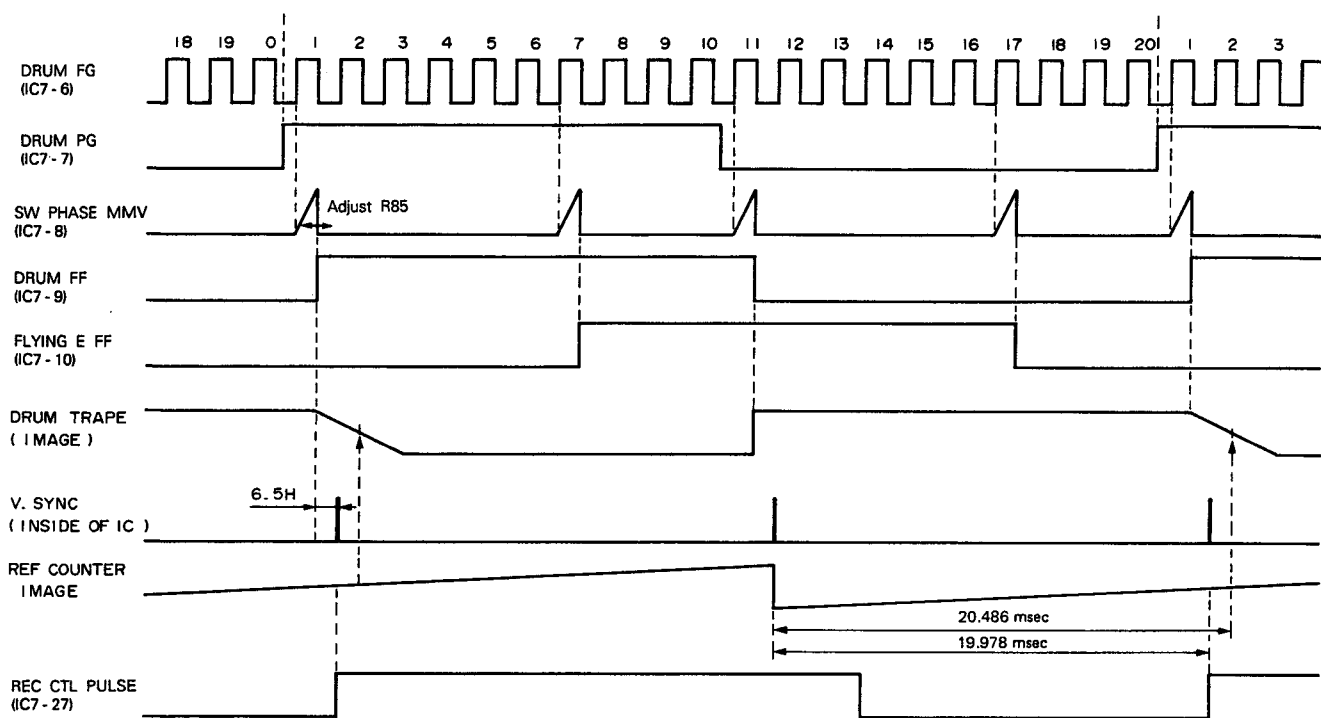 18 19 0 1 2 3 4 5 6 7 8 9 10 11 12 13 14 15 16 17 18 19 20 1 2 3
DRUM FG
(IC7 - 6)
DRUM PG
(IC7 - 7)
SW PHASE MMV
(IC7 - 8)
Adjust R85
DRUM FF
(IC7 - 9)
FLYING E FF
(IC7 - 10)
DRUM TRAPE
( IMAGE )
6.5H
V. SYNC
( INSIDE OF IC )
REF COUNTER
IMAGE
20.486 msec
19.978 msec
REC CTL PULSE
(IC7 - 27)